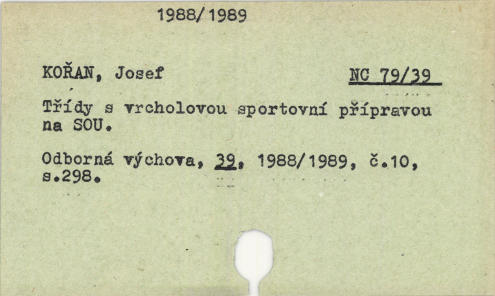 1988/1989
KOŘAN, Josef NC 79/39
Třídy s vrcholovou sportovní přípravou
na SOU.
Odborná výchova, 39, 1988/1989, č.10,
s.298.